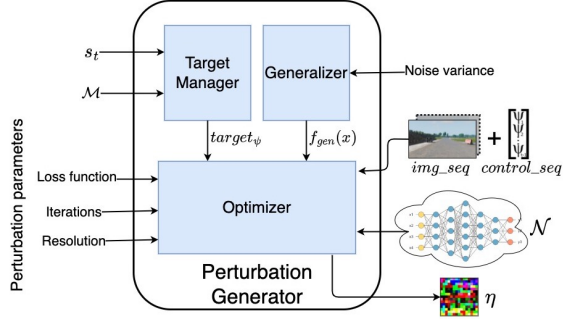 s_t
Target
Manager
Generalizer
Noise variance
ℳ
target_ψ
f_gen(x)
+
[ψ ψ ⋮ ψ]
img_seq
control_seq
Perturbation parameters
Loss function
Iterations
Resolution
Optimizer
𝒩
Perturbation
Generator
η